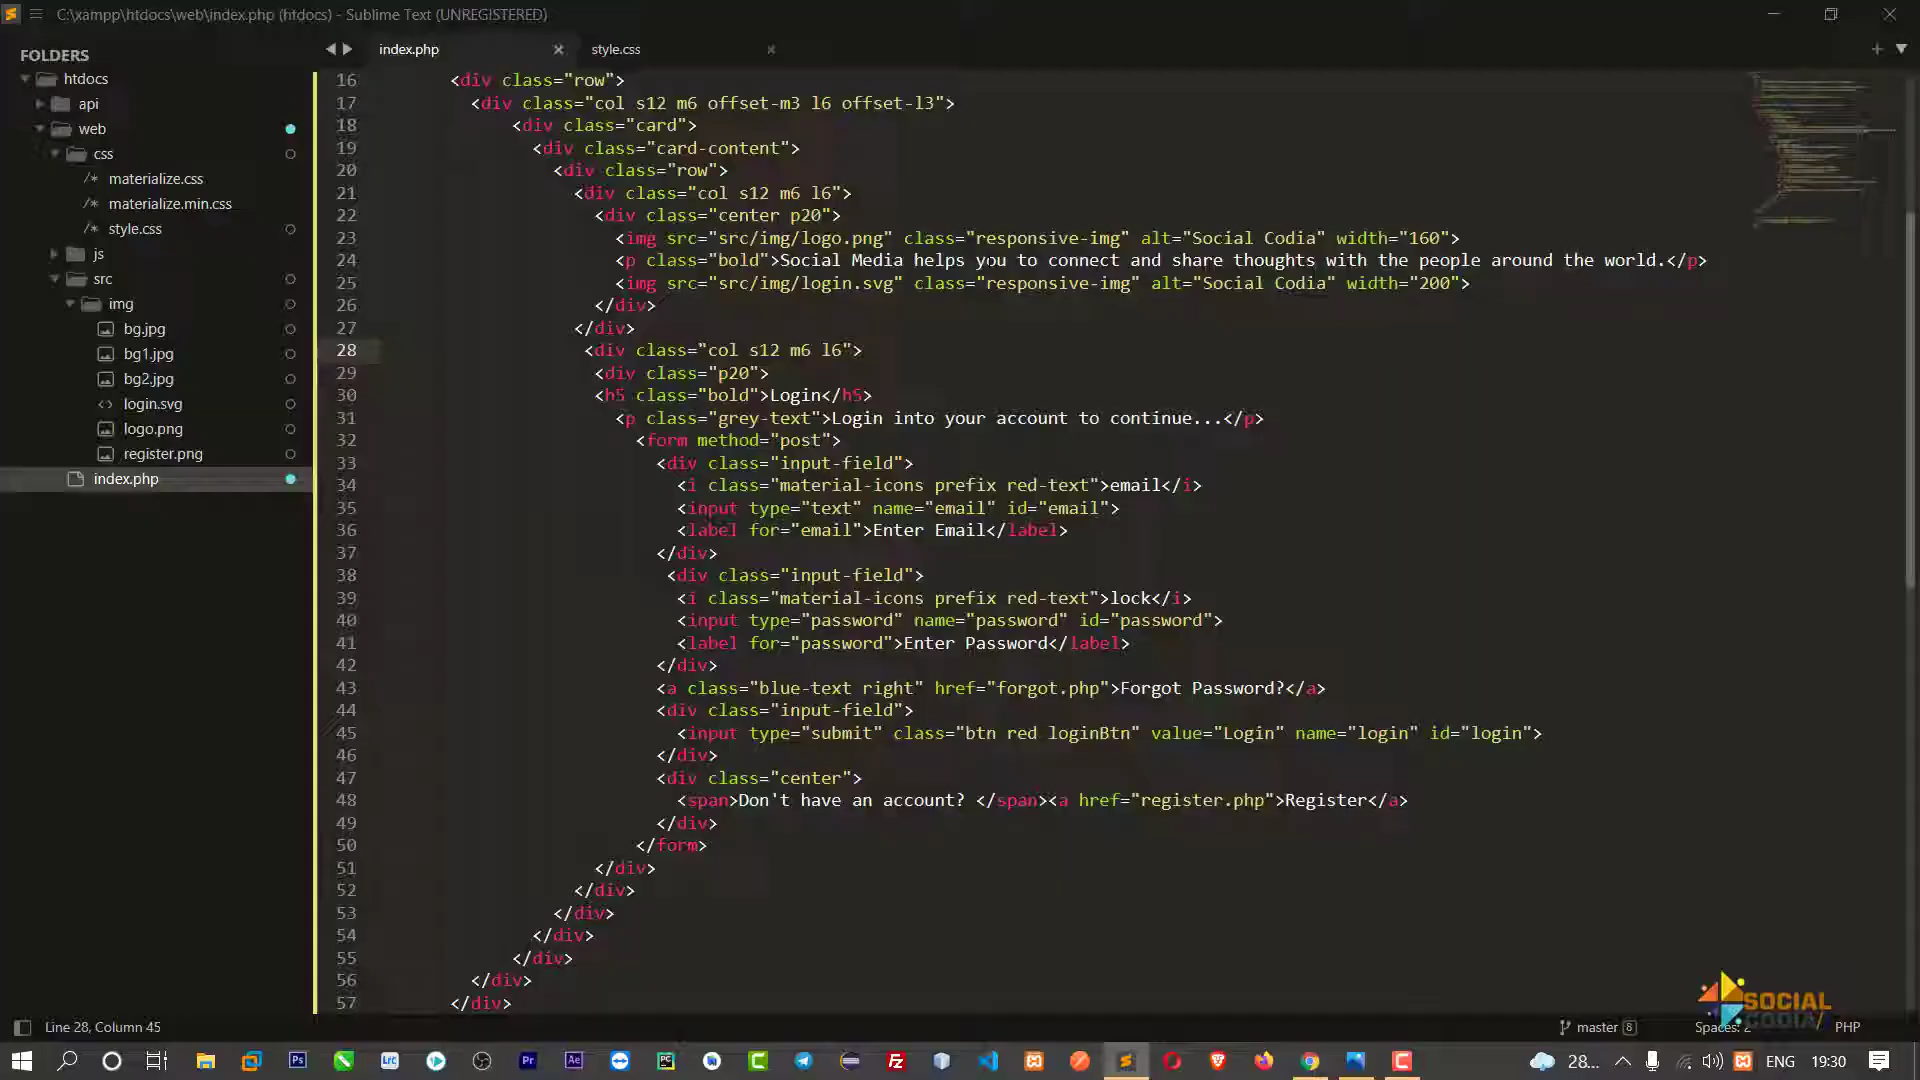 C:\xampp\htdocs\web\index.php (htdocs) - Sublime Text (UNREGISTERED)
FOLDERS
htdocs
api
web
css
/* materialize.css
/* materialize.min.css
/* style.css
js
src
img
bg.jpg
bg1.jpg
bg2.jpg
<> login.svg
logo.png
register.png
index.php
index.php
style.css
16 <div class="row">
17 <div class="col s12 m6 offset-m3 l6 offset-l3">
18 <div class="card">
19 <div class="card-content">
20 <div class="row">
21 <div class="col s12 m6 l6">
22 <div class="center p20">
23 <img src="src/img/logo.png" class="responsive-img" alt="Social Codia" width="160">
24 <p class="bold">Social Media helps you to connect and share thoughts with the people around the world.</p>
25 <img src="src/img/login.svg" class="responsive-img" alt="Social Codia" width="200">
26 </div>
27 </div>
28 <div class="col s12 m6 l6">
29 <div class="p20">
30 <h5 class="bold">Login</h5>
31 <p class="grey-text">Login into your account to continue...</p>
32 <form method="post">
33 <div class="input-field">
34 <i class="material-icons prefix red-text">email</i>
35 <input type="text" name="email" id="email">
36 <label for="email">Enter Email</label>
37 </div>
38 <div class="input-field">
39 <i class="material-icons prefix red-text">lock</i>
40 <input type="password" name="password" id="password">
41 <label for="password">Enter Password</label>
42 </div>
43 <a class="blue-text right" href="forgot.php">Forgot Password?</a>
44 <div class="input-field">
45 <input type="submit" class="btn red loginBtn" value="Login" name="login" id="login">
46 </div>
47 <div class="center">
48 <span>Don't have an account? </span><a href="register.php">Register</a>
49 </div>
50 </form>
51 </div>
52 </div>
53 </div>
54 </div>
55 </div>
56 </div>
57 </div>
SOCIAL
CODIA/
Line 28, Column 45
master 8
Spaces: 2
PHP
28...
ENG
19:30